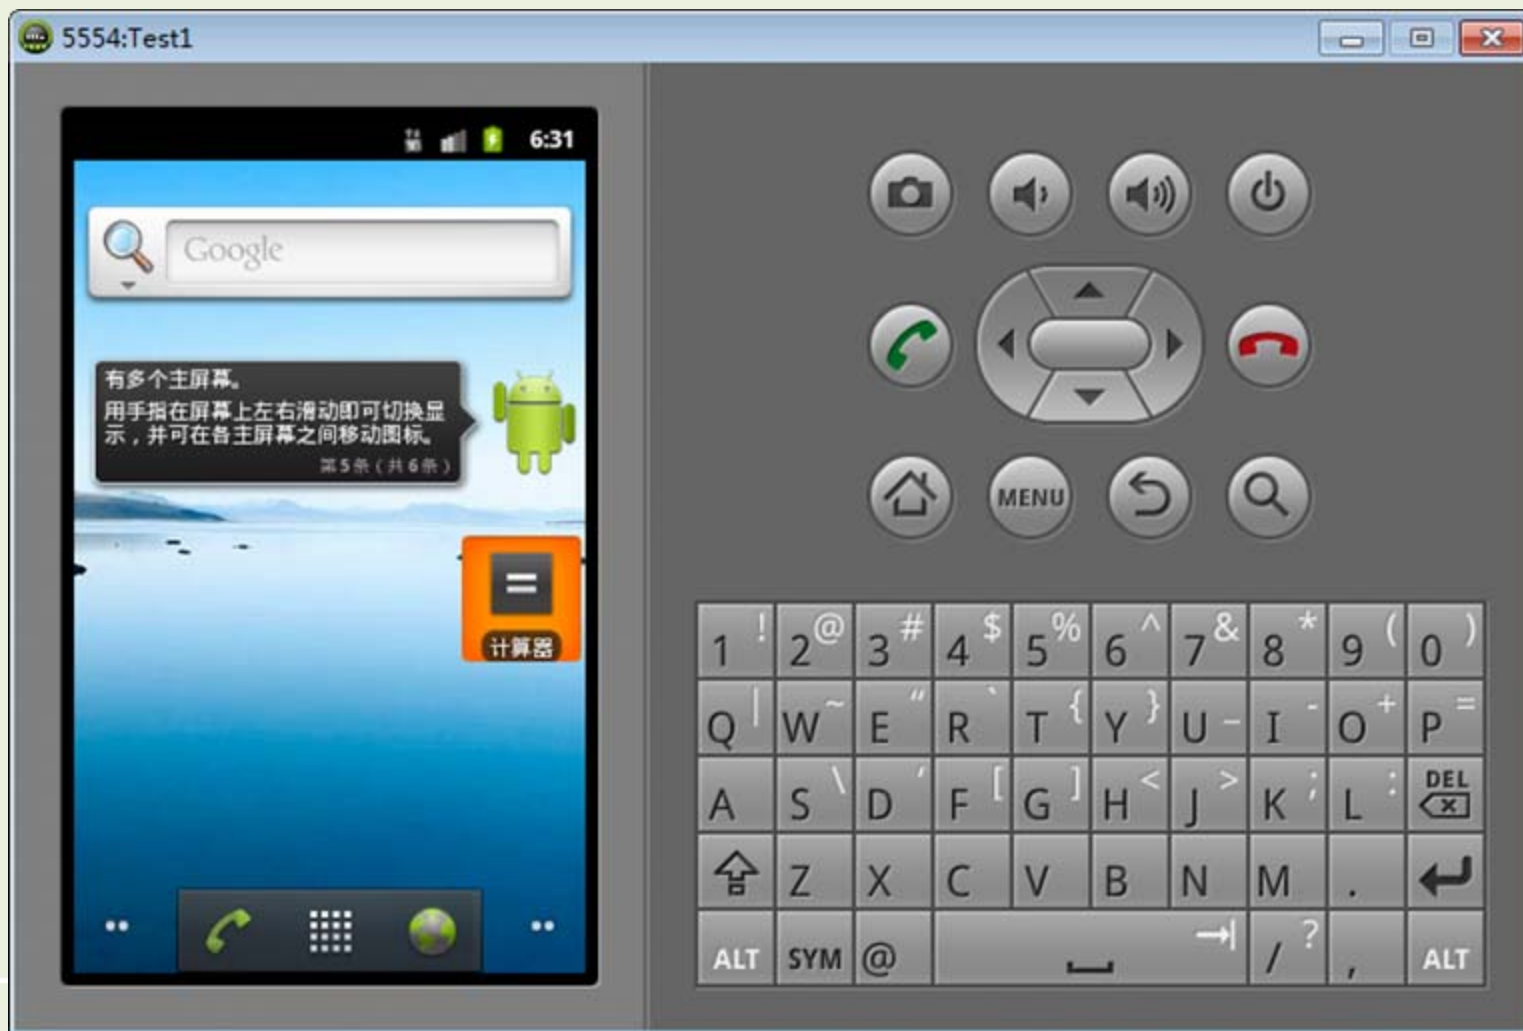 5554:Test1
6:31
Google
有多个主屏幕。
用手指在屏幕上左右滑动即可切换显
示，并可在各主屏幕之间移动图标。
第5条(共6条)
计算器
MENU
1 ! 2 @ 3 # 4 $ 5 % 6 ^ 7 & 8 * 9 ( 0 )
Q | W ~ E “ R ` T { Y } U _ I - O + P =
A S \ D ' F [ G ] H < J > K ; L : DEL
Z X C V B N M .
ALT SYM @ / ? , ALT